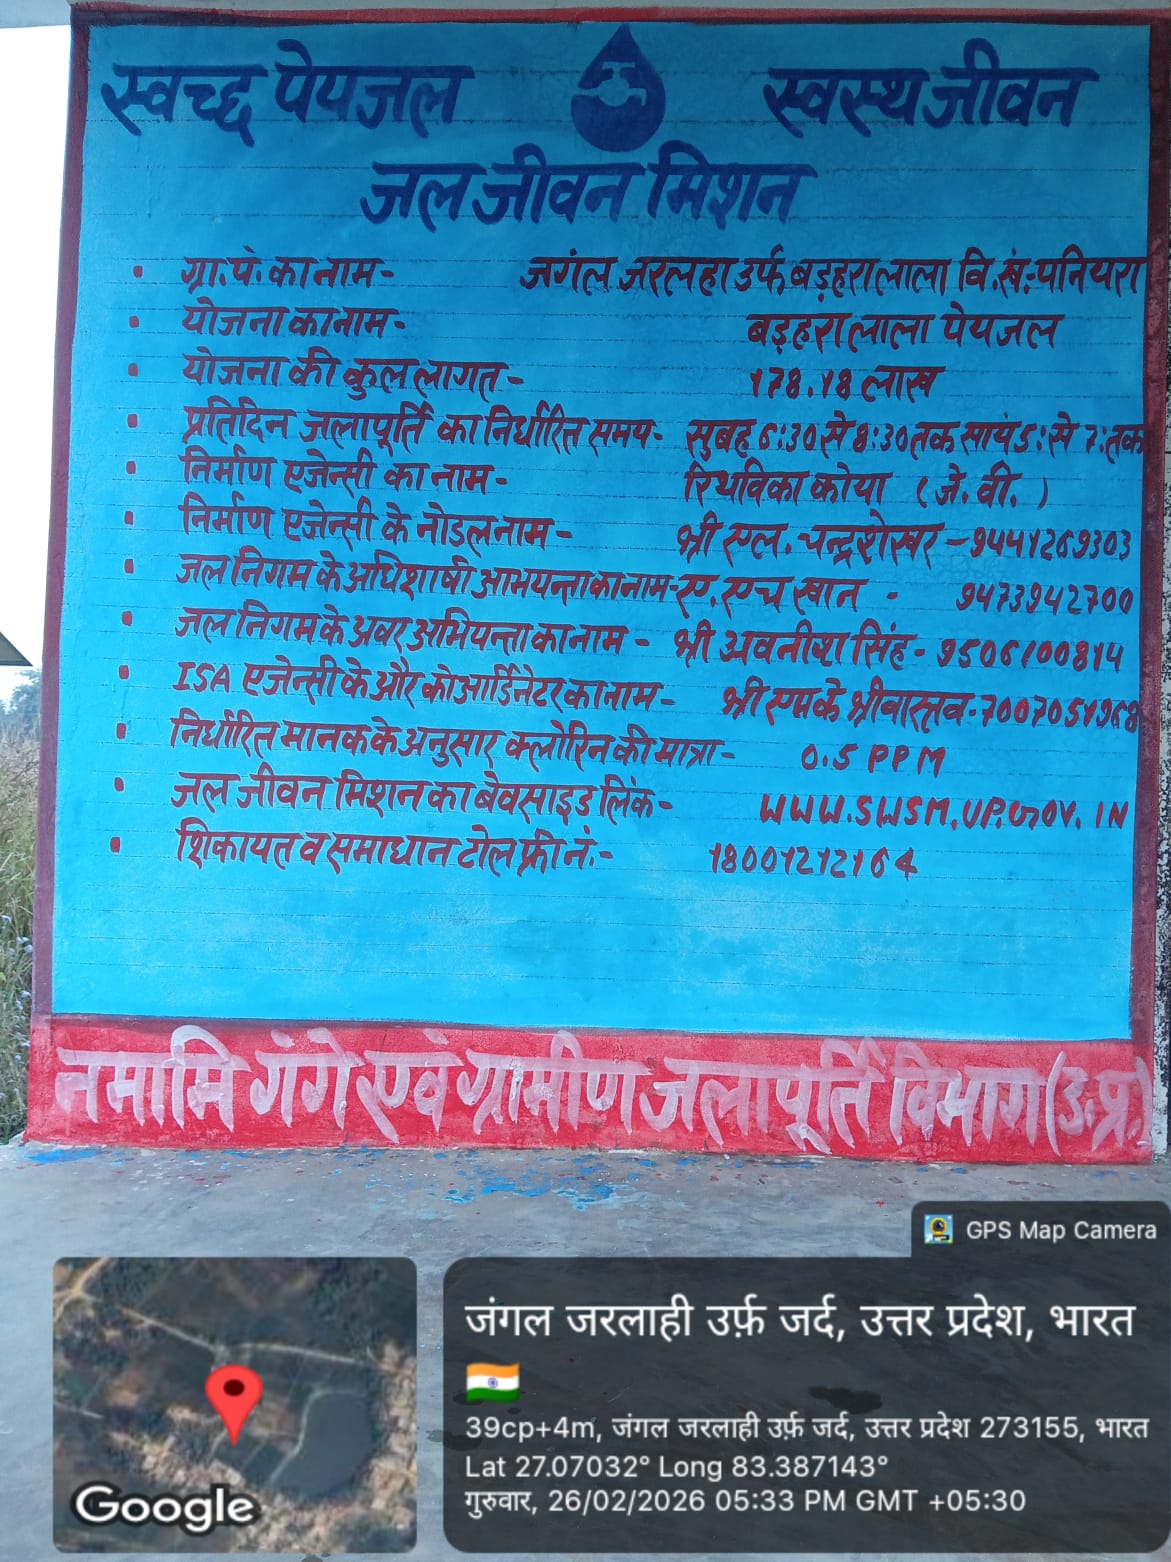 स्वच्छ पेयजल स्वस्थ जीवन
जल जीवन मिशन
• ग्रा.पं. का नाम- जगंल जरलहा उर्फ बड़हरा लाला वि.खं:-पनियरा
• योजना का नाम- बड़हरा लाला पेयजल
• योजना की कुल लागत- 178.18 लाख
• प्रतिदिन जलापूर्ति का निर्धारित समय- सुबह 6:30 से 8:30 तक सायं 5: से 7: तक
• निर्माण एजेन्सी का नाम- रिथविका कोया (जे.वी.)
• निर्माण एजेन्सी के नोडल नाम- श्री एल. चन्द्रशेखर-9441269303
• जल निगम के अधिशाषी आभयन्ता का नाम-ए.एच खान - 9473942700
• जल निगम के अवर अभियन्ता का नाम- श्री अवनीश सिंह- 9506100814
• ISA एजेन्सी के और कोआर्डिनेटर का नाम- श्री एम के श्रीवास्तव-7007051968
• निर्धारित मानक के अनुसार क्लोरिन की मात्रा- 0.5 PPM
• जल जीवन मिशन का बेवसाइड लिंक- WWW.SWSM.UP.GOV.IN
• शिकायत व समाधान टोल फ्री नं.:- 18001212164
नमामि गंगे एवं ग्रामीण जलापूर्ति विभाग (उ.प्र.)
GPS Map Camera
जंगल जरलाही उर्फ़ जर्द, उत्तर प्रदेश, भारत
39cp+4m, जंगल जरलाही उर्फ़ जर्द, उत्तर प्रदेश 273155, भारत
Lat 27.07032° Long 83.387143°
गुरुवार, 26/02/2026 05:33 PM GMT +05:30
Google